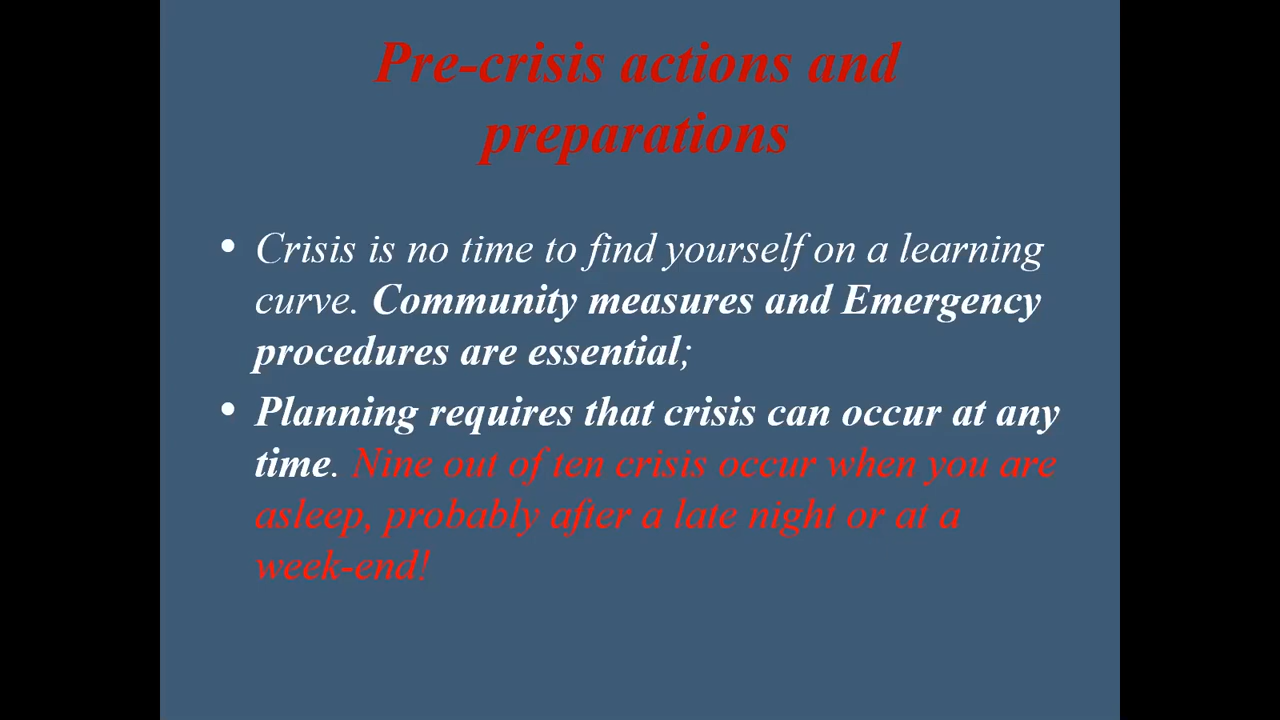 Pre-crisis actions and
preparations
• Crisis is no time to find yourself on a learning
curve. Community measures and Emergency
procedures are essential;
• Planning requires that crisis can occur at any
time. Nine out of ten crisis occur when you are
asleep, probably after a late night or at a
week-end!